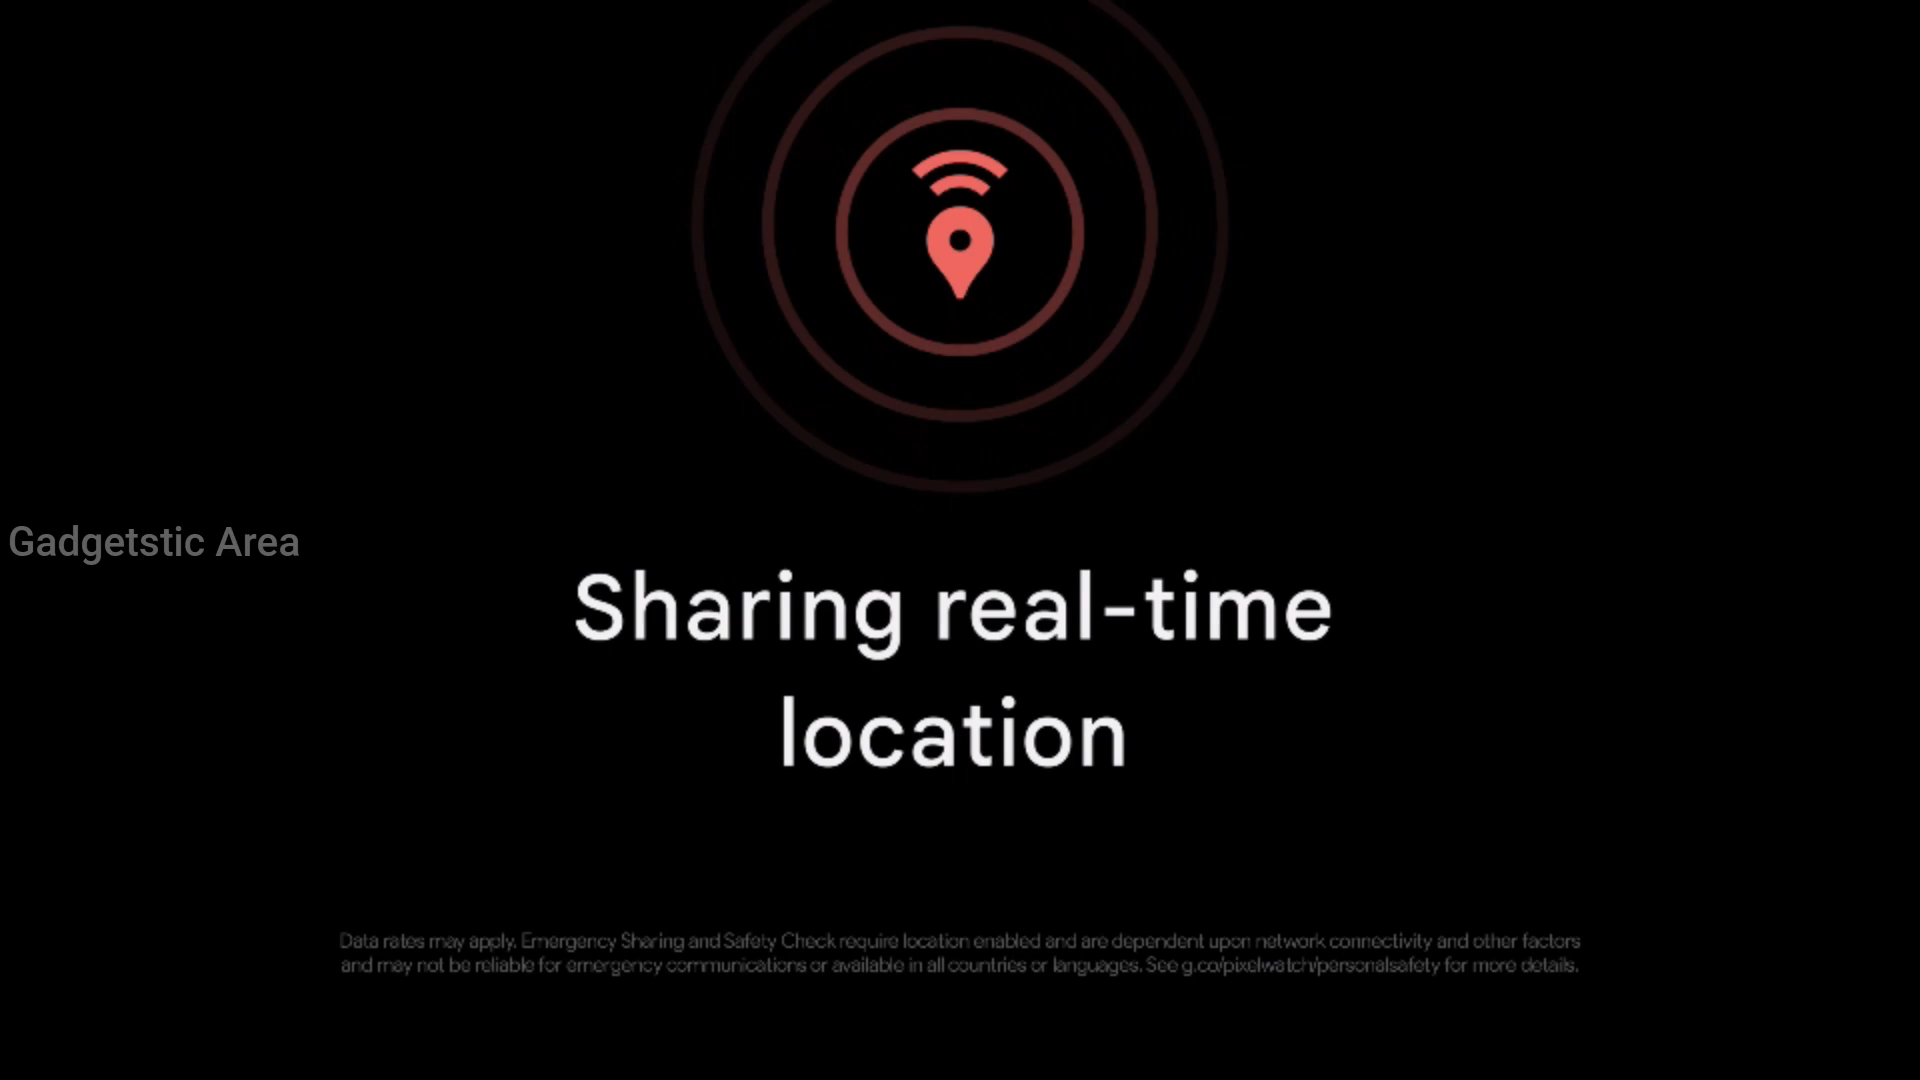 Gadgetstic Area
Sharing real-time
location
Data rates may apply. Emergency Sharing and Safety Check require location enabled and are dependent upon network connectivity and other factors
and may not be reliable for emergency communications or available in all countries or languages. See g.co/pixelwatch/personalsafety for more details.